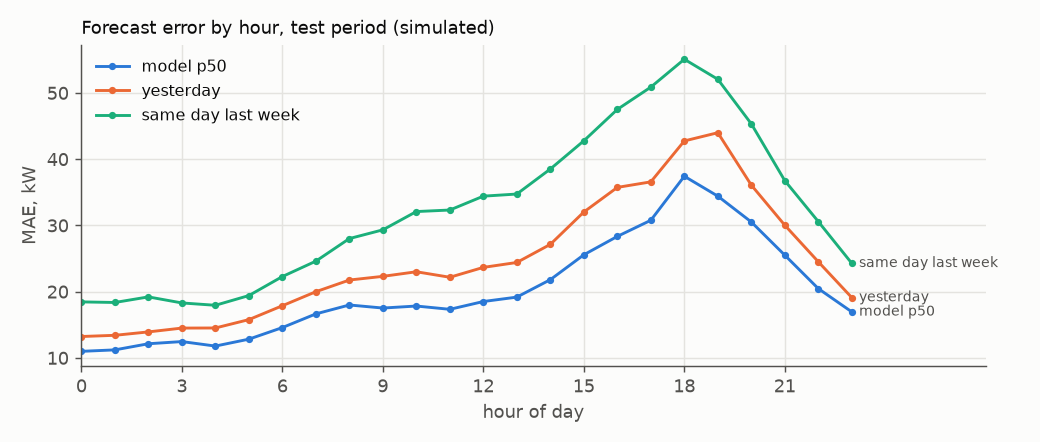 Forecast error by hour, test period (simulated)
model p50
yesterday
same day last week
50
40
30
20
10
MAE, kW
same day last week
yesterday
model p50
0 3 6 9 12 15 18 21
hour of day